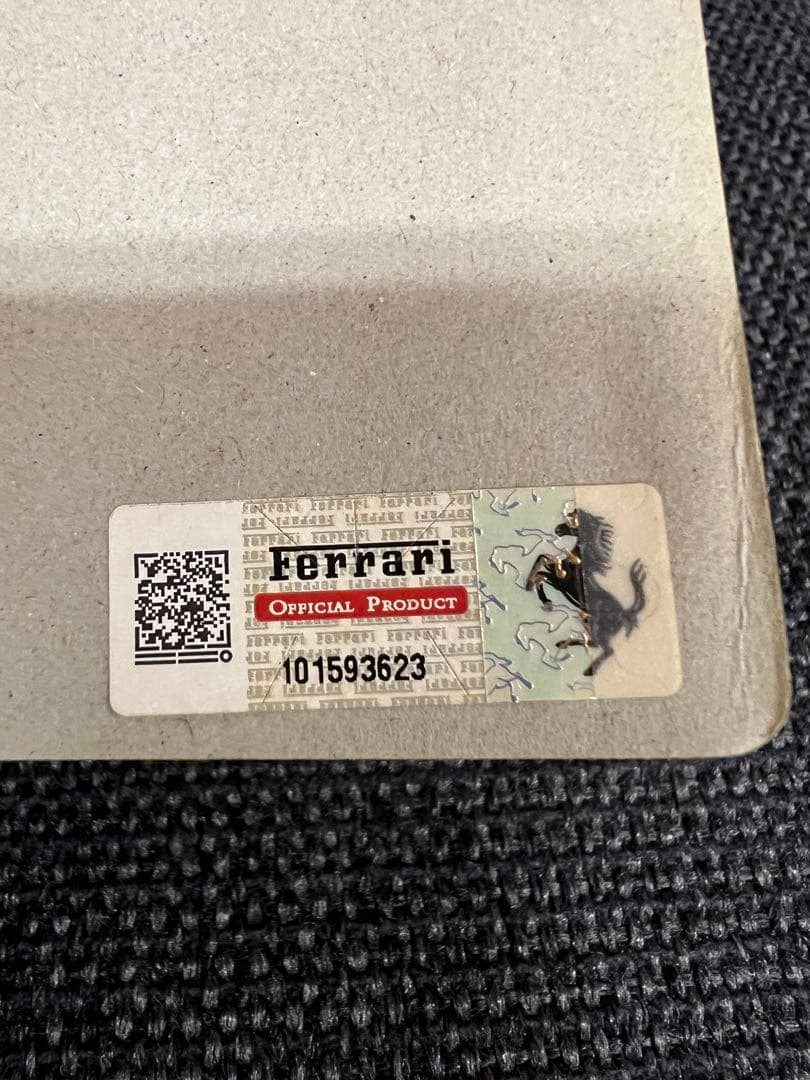 Ferrari
OFFICIAL PRODUCT
101593623